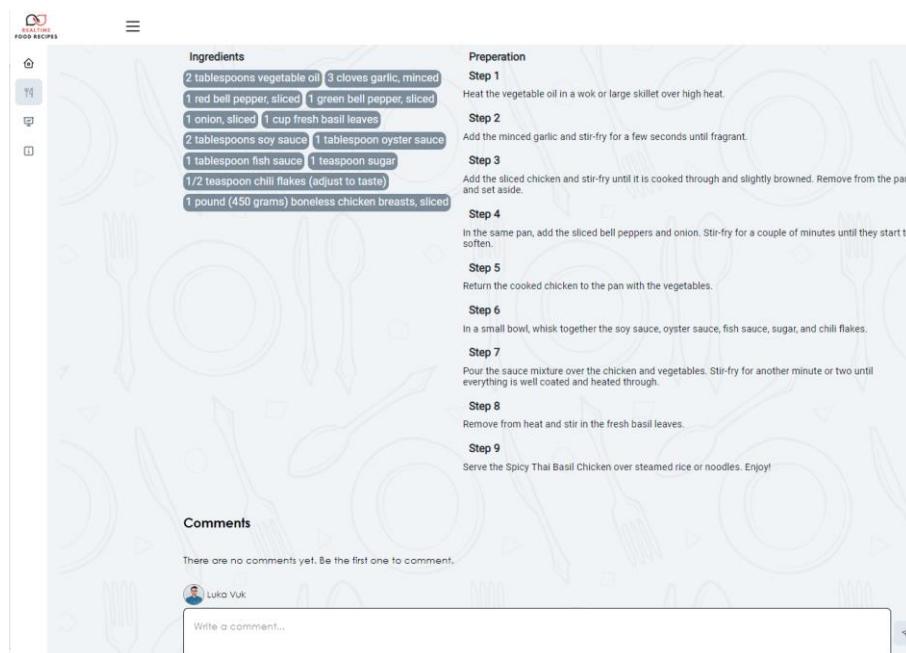 REALTIME
FOOD RECIPES
Ingredients
2 tablespoons vegetable oil 3 cloves garlic, minced
1 red bell pepper, sliced 1 green bell pepper, sliced
1 onion, sliced 1 cup fresh basil leaves
2 tablespoons soy sauce 1 tablespoon oyster sauce
1 tablespoon fish sauce 1 teaspoon sugar
1/2 teaspoon chili flakes (adjust to taste)
1 pound (450 grams) boneless chicken breasts, sliced
Preperation
Step 1
Heat the vegetable oil in a wok or large skillet over high heat.
Step 2
Add the minced garlic and stir-fry for a few seconds until fragrant.
Step 3
Add the sliced chicken and stir-fry until it is cooked through and slightly browned. Remove from the pan
and set aside.
Step 4
In the same pan, add the sliced bell peppers and onion. Stir-fry for a couple of minutes until they start t
soften.
Step 5
Return the cooked chicken to the pan with the vegetables.
Step 6
In a small bowl, whisk together the soy sauce, oyster sauce, fish sauce, sugar, and chili flakes.
Step 7
Pour the sauce mixture over the chicken and vegetables. Stir-fry for another minute or two until
everything is well coated and heated through.
Step 8
Remove from heat and stir in the fresh basil leaves.
Step 9
Serve the Spicy Thai Basil Chicken over steamed rice or noodles. Enjoy!
Comments
There are no comments yet. Be the first one to comment.
Luka Vuk
Write a comment...